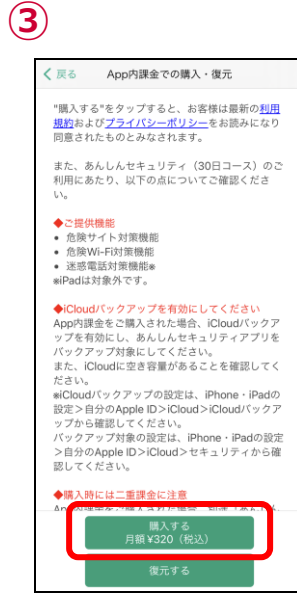 ③
戻る App内課金での購入・復元
"購入する"をタップすると、お客様は最新の利用
規約およびプライバシーポリシーをお読みになり
同意されたものとみなされます。
また、あんしんセキュリティ（30日コース）のご
利用にあたり、以下の点についてご確認くださ
い。
◆ご提供機能
• 危険サイト対策機能
• 危険Wi-Fi対策機能
• 迷惑電話対策機能※
※iPadは対象外です。
◆iCloudバックアップを有効にしてください
App内課金をご購入された場合、iCloudバックア
ップを有効にし、あんしんセキュリティアプリを
バックアップ対象にしてください。
また、iCloudに空き容量があることを確認してく
ださい。
※iCloudバックアップの設定は、iPhone・iPadの
設定＞自分のApple ID＞iCloud＞iCloudバックア
ップから確認してください。
バックアップ対象の設定は、iPhone・iPadの設定
＞自分のApple ID＞iCloud＞セキュリティから確
認してください。
◆購入時には二重課金に注意
購入する
月額 ¥320（税込）
復元する